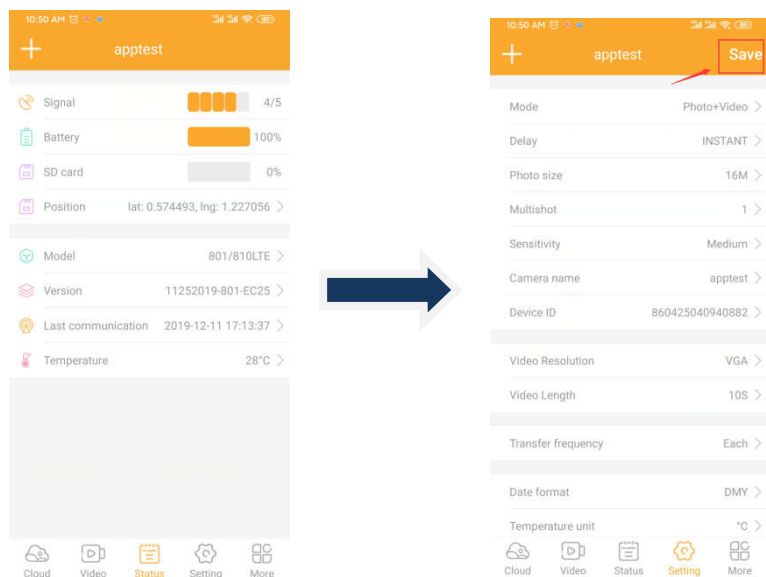 10:50 AM
apptest
Signal 4/5
Battery 100%
SD card 0%
Position lat: 0.574493, lng: 1.227056
Model 801/810LTE
Version 11252019-801-EC25
Last communication 2019-12-11 17:13:37
Temperature 28°C
Cloud Video Status Setting More
10:50 AM
apptest Save
Mode Photo+Video
Delay INSTANT
Photo size 16M
Multishot 1
Sensitivity Medium
Camera name apptest
Device ID 860425040940882
Video Resolution VGA
Video Length 10S
Transfer frequency Each
Date format DMY
Temperature unit °C
Cloud Video Status Setting More